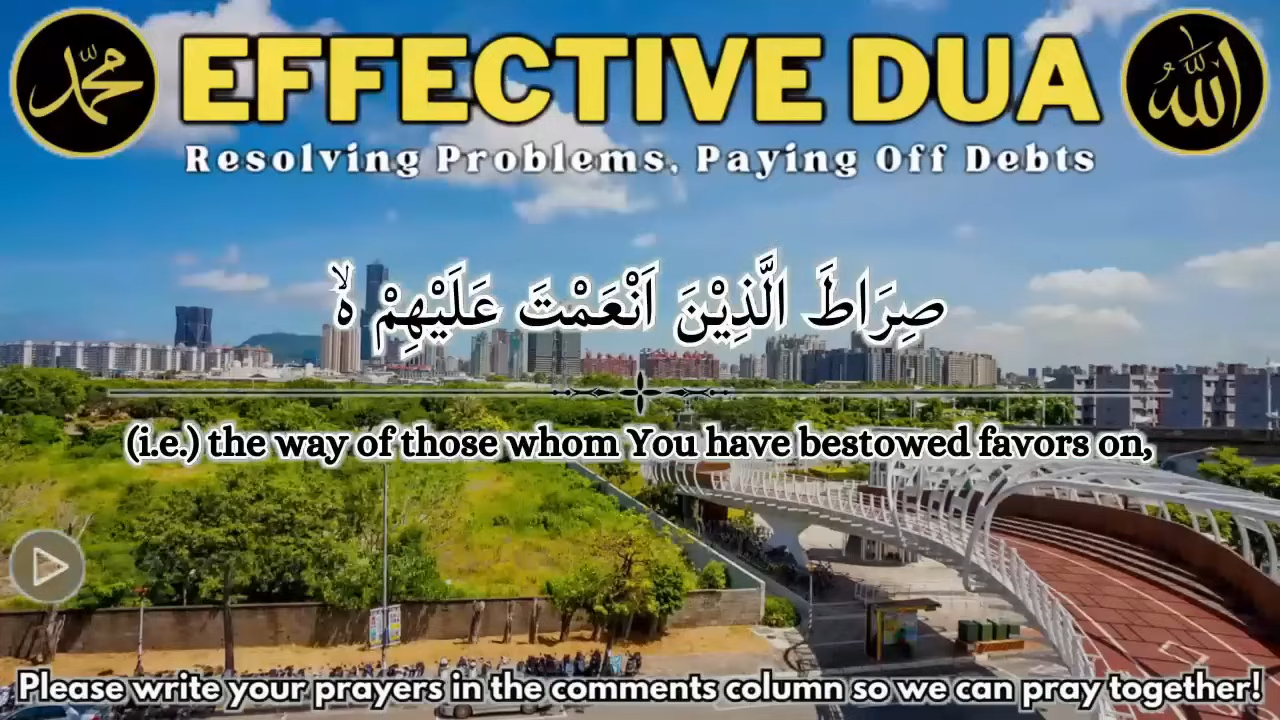 محمد
EFFECTIVE DUA
الله
Resolving Problems, Paying Off Debts
صِرَاطَ الَّذِيْنَ اَنْعَمْتَ عَلَيْهِمْ ەۙ
(i.e.) the way of those whom You have bestowed favors on,
Please write your prayers in the comments column so we can pray together!